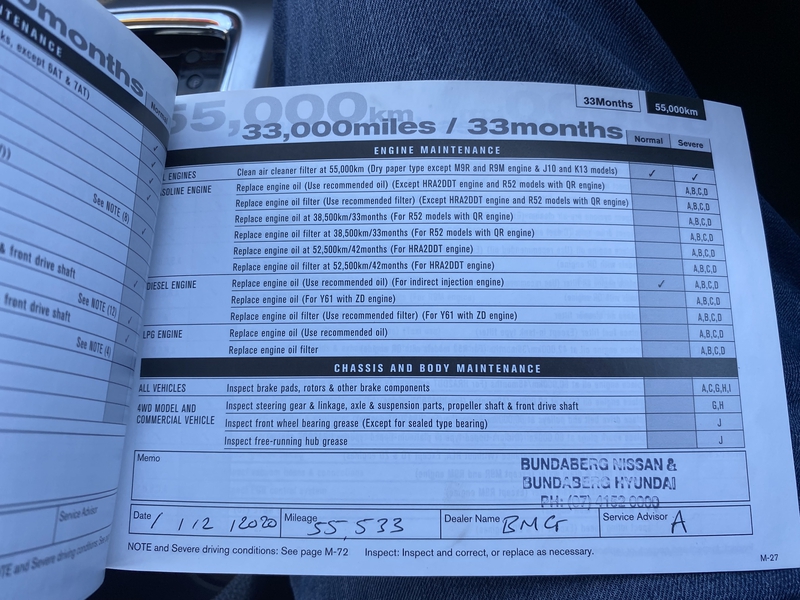 months
TENANCE
ks, except 6AT & 7AT)
Normal
See NOTE (8)
& front drive shaft
See NOTE (12)
front drive shaft
See NOTE (4)
Service Advisor
TE and Severe driving
55,000km
33Months
55,000km
33,000miles / 33months
Normal
Severe
ENGINE MAINTENANCE
ENGINES Clean air cleaner filter at 55,000km (Dry paper type except M9R and R9M engine & J10 and K13 models) ✓ ✓
ENGINE Replace engine oil (Use recommended oil) (Except HRA2DDT engine and R52 models with QR engine) A,B,C,D
Replace engine oil filter (Use recommended filter) (Except HRA2DDT engine and R52 models with QR engine) A,B,C,D
Replace engine oil at 38,500km/33months (For R52 models with QR engine) A,B,C,D
Replace engine oil filter at 38,500km/33months (For R52 models with QR engine) A,B,C,D
Replace engine oil at 52,500km/42months (For HRA2DDT engine) A,B,C,D
Replace engine oil filter at 52,500km/42months (For HRA2DDT engine) A,B,C,D
DIESEL ENGINE Replace engine oil (Use recommended oil) (For indirect injection engine) ✓ A,B,C,D
Replace engine oil (For Y61 with ZD engine) A,B,C,D
Replace engine oil filter (Use recommended filter) (For Y61 with ZD engine) A,B,C,D
LPG ENGINE Replace engine oil (Use recommended oil) A,B,C,D
Replace engine oil filter A,B,C,D
CHASSIS AND BODY MAINTENANCE
ALL VEHICLES Inspect brake pads, rotors & other brake components A,C,G,H,I
4WD MODEL AND Inspect steering gear & linkage, axle & suspension parts, propeller shaft & front drive shaft G,H
COMMERCIAL VEHICLE Inspect front wheel bearing grease (Except for sealed type bearing) J
Inspect free-running hub grease J
Memo
BUNDABERG NISSAN &
BUNDABERG HYUNDAI
PH: (07) 4152 0000
Date 1 / 12 / 2020 Mileage 55,533 Dealer Name BMG Service Advisor A
NOTE and Severe driving conditions: See page M-72 Inspect: Inspect and correct, or replace as necessary.
M-27